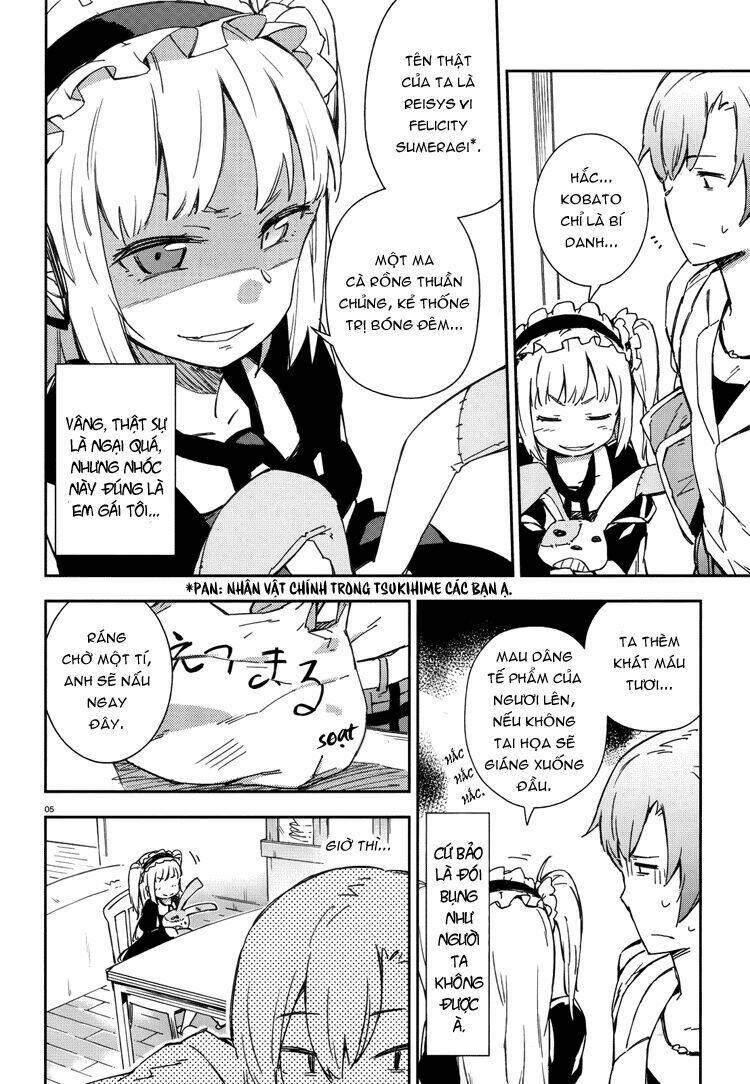 HẮC...
KOBATO
CHỈ LÀ BÍ
DANH...
TÊN THẬT
CỦA TA LÀ
REISYS VI
FELICITY
SUMERAGI*.
MỘT MA
CÀ RỒNG THUẦN
CHỦNG, KẺ THỐNG
TRỊ BÓNG ĐÊM...
VÂNG, THẬT SỰ
LÀ NGẠI QUÁ,
NHƯNG NHÓC
NÀY ĐÚNG LÀ
EM GÁI TÔI...
*PAN: NHÂN VẬT CHÍNH TRONG TSUKIHIME CÁC BẠN Ạ.
TA THÈM
KHÁT MÁU
TƯƠI...
MAU DÂNG
TẾ PHẨM CỦA
NGƯƠI LÊN,
NẾU KHÔNG
TAI HỌA SẼ
GIÁNG XUỐNG
ĐẦU.
HẮC
HẮC
HẮC.
CỨ BẢO
LÀ ĐÓI
BỤNG NHƯ
NGƯỜI
TA
KHÔNG
ĐƯỢC
À.
RÁNG
CHỜ MỘT TÍ,
ANH SẼ NẤU
NGAY
ĐÂY.
えつきる
soạt
05
GIỜ THÌ...